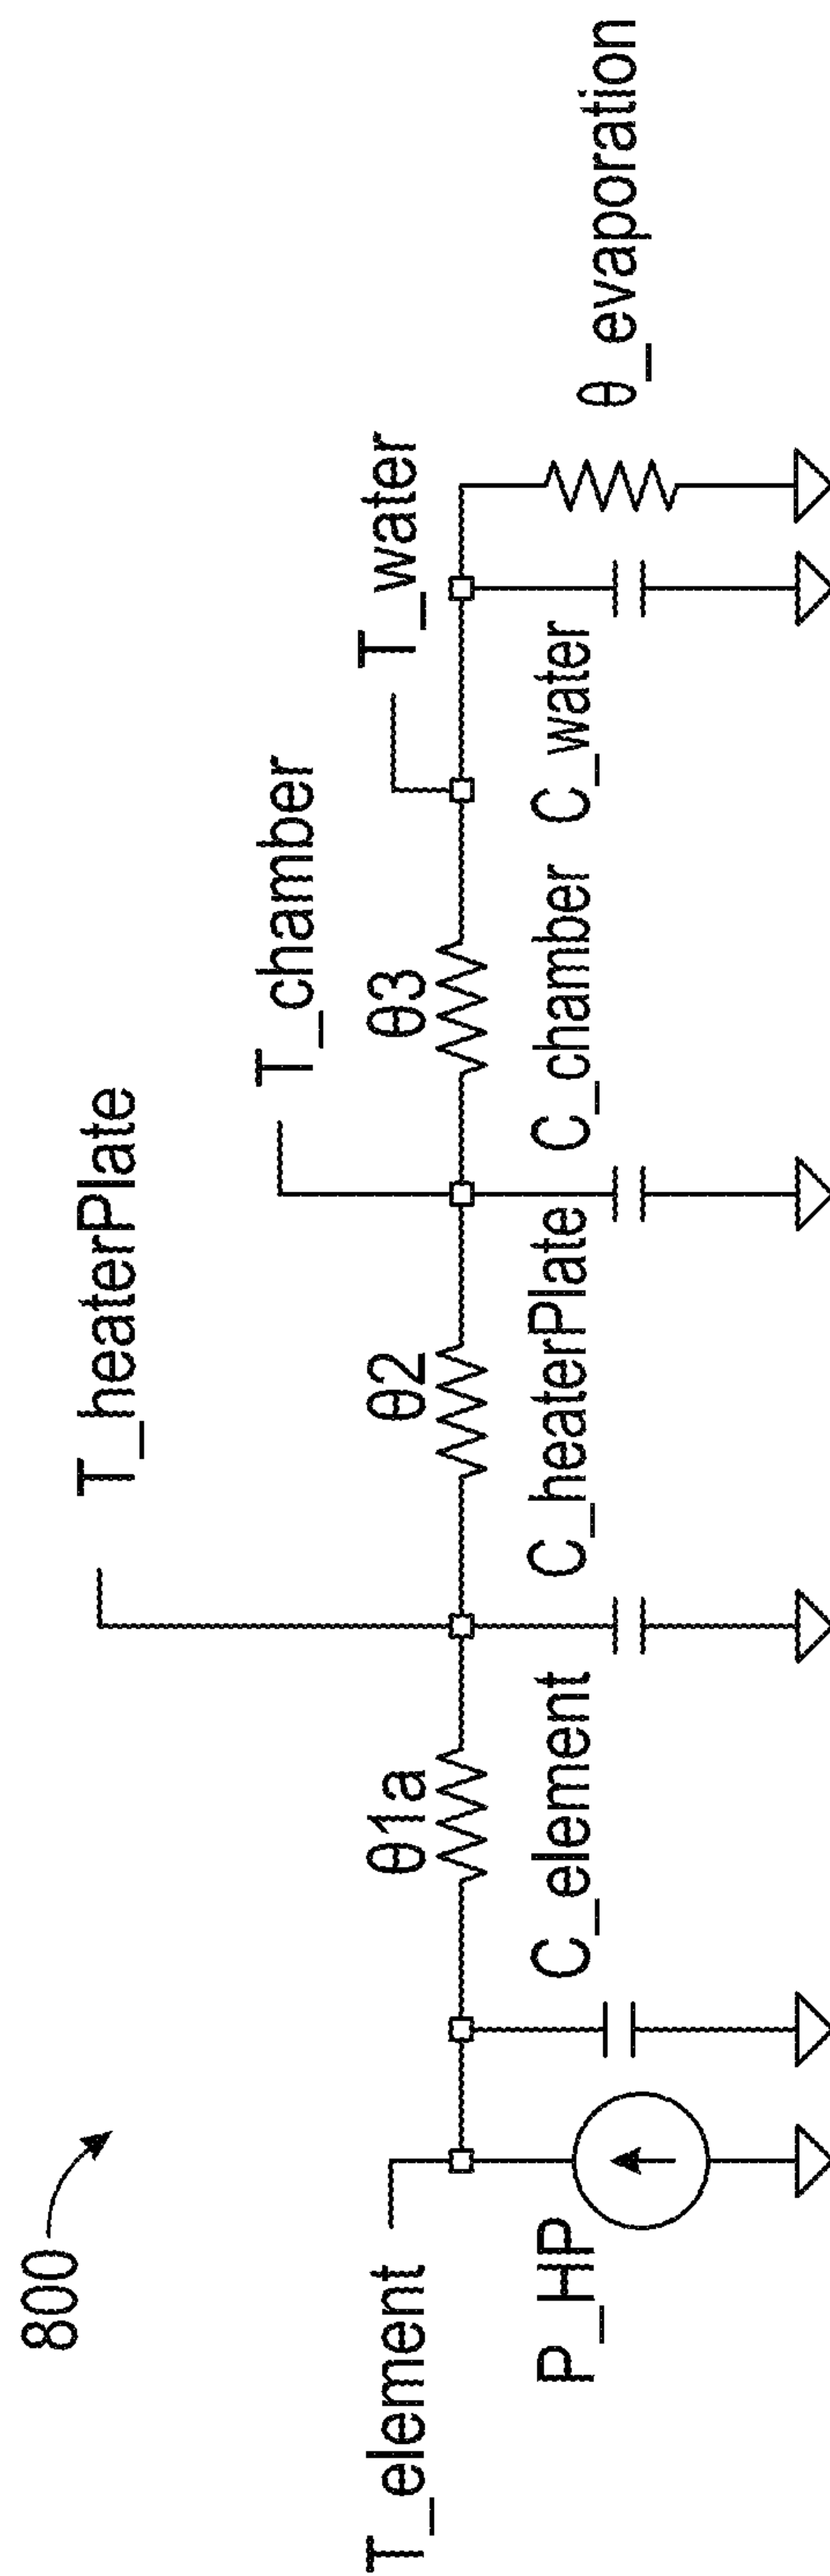 800
T_heaterPlate
T_chamber
T_element
T_water
θ1a
θ2
θ3
P_HP
C_element
C_heaterPlate
C_chamber
C_water
θ_evaporation